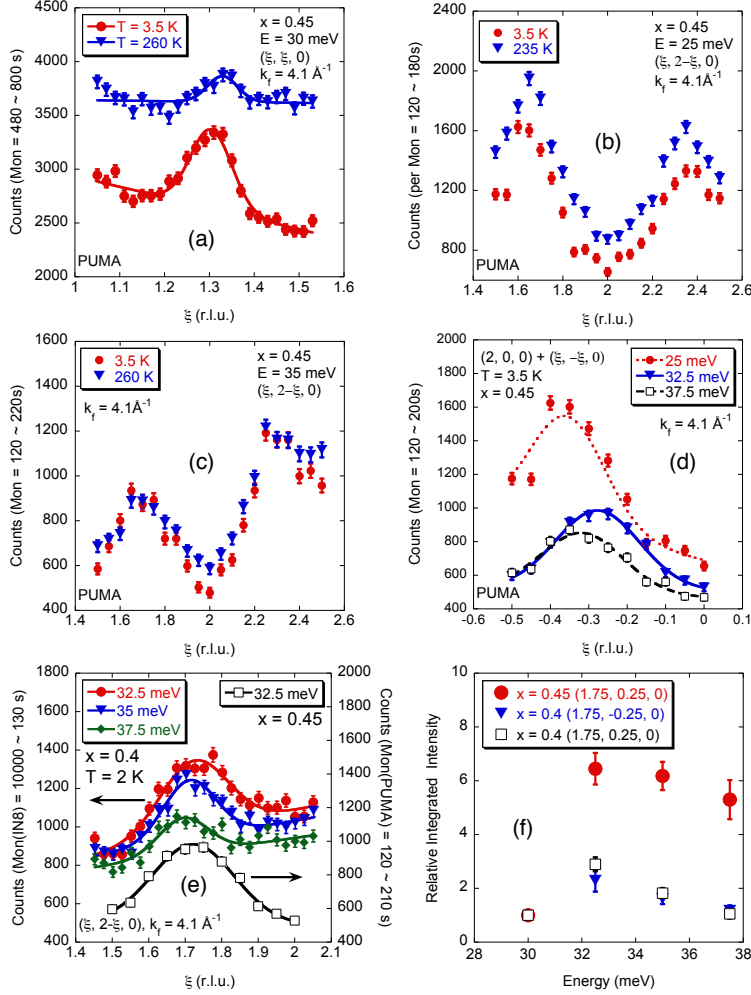 T = 3.5 K
T = 260 K
x = 0.45
E = 30 meV
(ξ, ξ, 0)
k_f = 4.1 Å⁻¹
(a)
PUMA
4500
4000
3500
3000
2500
2000
1 1.1 1.2 1.3 1.4 1.5 1.6
ξ (r.l.u.)
Counts (Mon = 480 ~ 800 s)
3.5 K
235 K
x = 0.45
E = 25 meV
(ξ, 2−ξ, 0)
k_f = 4.1Å⁻¹
(b)
PUMA
2400
2000
1600
1200
800
1.4 1.6 1.8 2 2.2 2.4 2.6
ξ (r.l.u.)
Counts (per Mon = 120 ~ 180s)
3.5 K
260 K
x = 0.45
E = 35 meV
(ξ, 2−ξ, 0)
k_f = 4.1Å⁻¹
(c)
PUMA
1600
1400
1200
1000
800
600
400
1.4 1.6 1.8 2 2.2 2.4 2.6
ξ (r.l.u.)
Counts (Mon = 120 ~ 220s)
(2, 0, 0) + (ξ, -ξ, 0)
T = 3.5 K
x = 0.45
25 meV
32.5 meV
37.5 meV
k_f = 4.1 Å⁻¹
(d)
PUMA
2000
1800
1600
1400
1200
1000
800
600
400
-0.6 -0.5 -0.4 -0.3 -0.2 -0.1 0 0.1
ξ (r.l.u.)
Counts (Mon = 120 ~ 200s)
32.5 meV
35 meV
37.5 meV
32.5 meV
x = 0.45
x = 0.4
T = 2 K
(e)
(ξ, 2-ξ, 0), k_f = 4.1 Å⁻¹
1800
1600
1400
1200
1000
800
600
400
2000
1800
1600
1400
1200
1000
800
600
400
1.4 1.5 1.6 1.7 1.8 1.9 2 2.1
ξ (r.l.u.)
Counts (Mon(IN8) = 10000 ~ 130 s)
Counts (Mon(PUMA) = 120 ~ 210 s)
x = 0.45 (1.75, 0.25, 0)
x = 0.4 (1.75, -0.25, 0)
x = 0.4 (1.75, 0.25, 0)
(f)
10
8
6
4
2
0
28 30 32 34 36 38
Energy (meV)
Relative Integrated Intensity